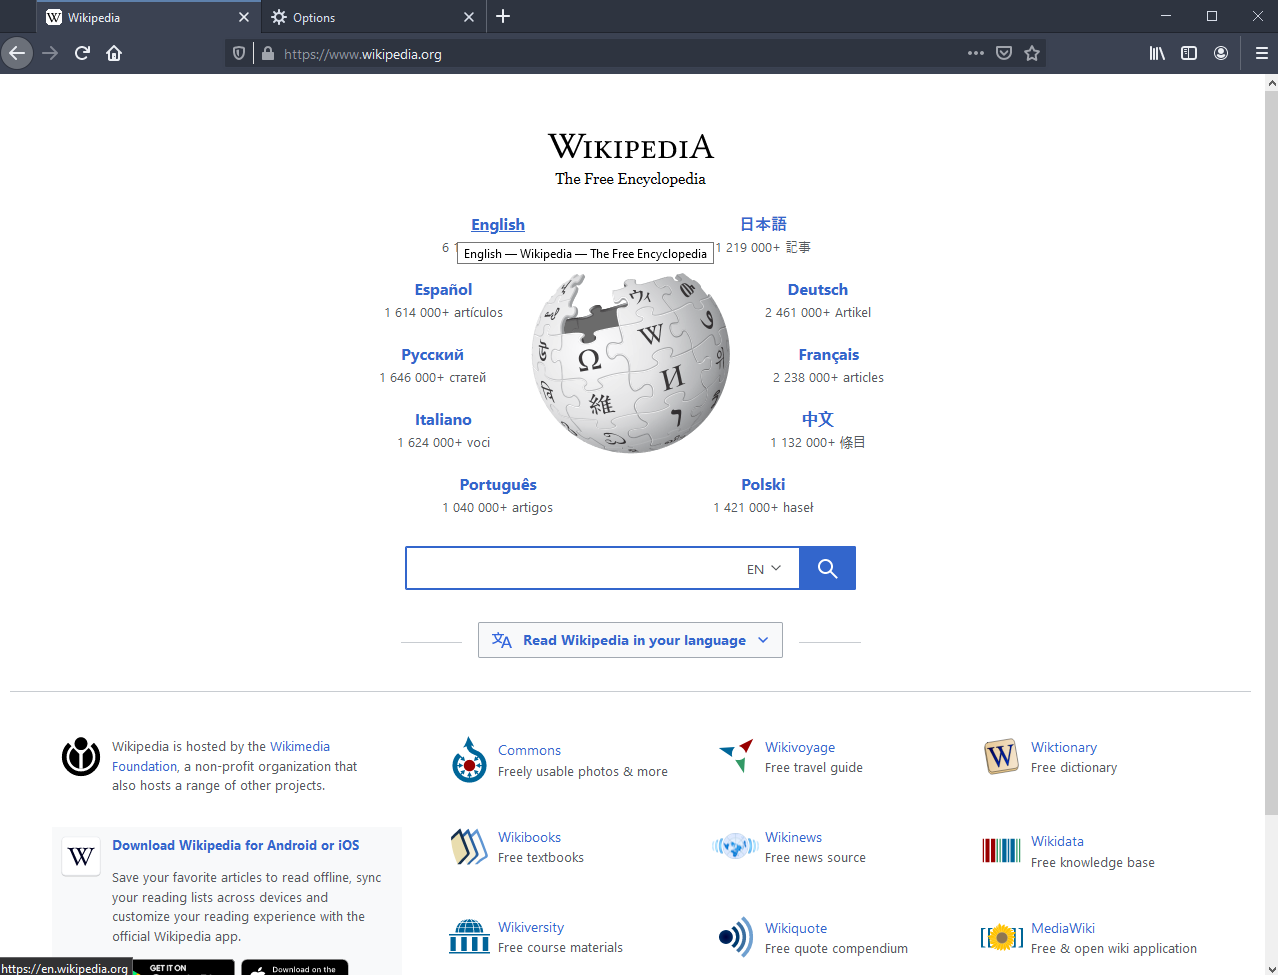 Wikipedia
Options
https://www.wikipedia.org
WIKIPEDIA
The Free Encyclopedia
English
日本語
6 1
1 219 000+ 記事
English — Wikipedia — The Free Encyclopedia
Español
Deutsch
1 614 000+ artículos
2 461 000+ Artikel
Русский
Français
1 646 000+ статей
2 238 000+ articles
Italiano
中文
1 624 000+ voci
1 132 000+ 條目
Português
Polski
1 040 000+ artigos
1 421 000+ haseł
Ω
W
И
維
EN
Read Wikipedia in your language
Wikipedia is hosted by the Wikimedia
Foundation, a non-profit organization that
also hosts a range of other projects.
Commons
Freely usable photos & more
Wikivoyage
Free travel guide
W
Wiktionary
Free dictionary
W
Download Wikipedia for Android or iOS
Save your favorite articles to read offline, sync
your reading lists across devices and
customize your reading experience with the
official Wikipedia app.
Wikibooks
Free textbooks
Wikinews
Free news source
Wikidata
Free knowledge base
Wikiversity
Free course materials
Wikiquote
Free quote compendium
MediaWiki
Free & open wiki application
https://en.wikipedia.org
GET IT ON
Download on the